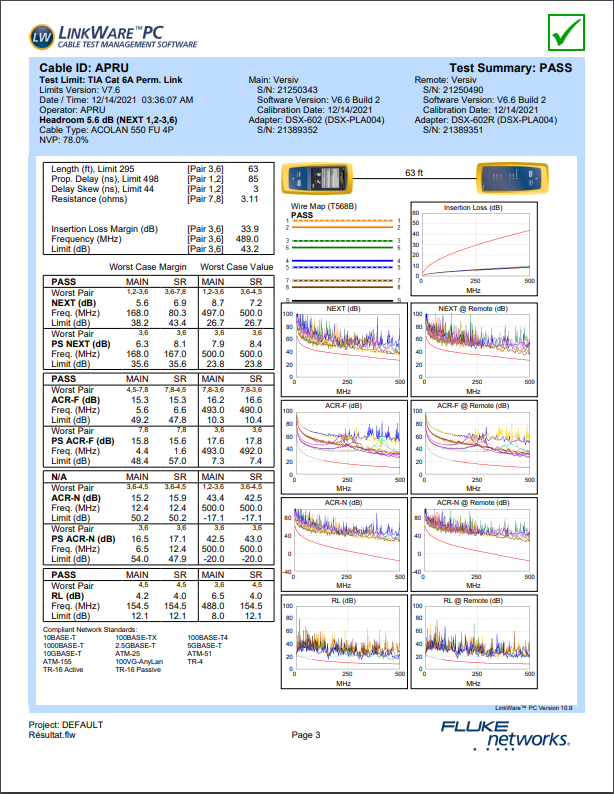 LW LINKWARE™ PC
CABLE TEST MANAGEMENT SOFTWARE
Cable ID: APRU
Test Summary: PASS
Test Limit: TIA Cat 6A Perm. Link
Limits Version: V7.6
Date / Time: 12/14/2021 03:36:07 AM
Operator: APRU
Headroom 5.6 dB (NEXT 1,2-3,6)
Cable Type: ACOLAN 550 FU 4P
NVP: 78.0%
Main: Versiv
S/N: 21250343
Software Version: V6.6 Build 2
Calibration Date: 12/14/2021
Adapter: DSX-602 (DSX-PLA004)
S/N: 21389352
Remote: Versiv
S/N: 21250490
Software Version: V6.6 Build 2
Calibration Date: 12/14/2021
Adapter: DSX-602R (DSX-PLA004)
S/N: 21389351
Length (ft), Limit 295 [Pair 3,6] 63
Prop. Delay (ns), Limit 498 [Pair 1,2] 85
Delay Skew (ns), Limit 44 [Pair 1,2] 3
Resistance (ohms) [Pair 7,8] 3.11
Insertion Loss Margin (dB) [Pair 3,6] 33.9
Frequency (MHz) [Pair 3,6] 489.0
Limit (dB) [Pair 3,6] 43.2
Worst Case Margin Worst Case Value
PASS MAIN SR MAIN SR
Worst Pair 1,2-3,6 3,6-7,8 1,2-3,6 3,6-4,5
NEXT (dB) 5.6 6.9 8.7 7.2
Freq. (MHz) 168.0 80.3 497.0 500.0
Limit (dB) 38.2 43.4 26.7 26.7
Worst Pair 3,6 3,6 3,6 3,6
PS NEXT (dB) 6.3 8.1 7.9 8.4
Freq. (MHz) 168.0 167.0 500.0 500.0
Limit (dB) 35.6 35.6 23.8 23.8
PASS MAIN SR MAIN SR
Worst Pair 4,5-7,8 7,8-4,5 7,8-3,6 7,8-3,6
ACR-F (dB) 15.3 15.3 16.2 16.6
Freq. (MHz) 5.6 6.6 493.0 490.0
Limit (dB) 49.2 47.8 10.3 10.4
Worst Pair 7,8 7,8 3,6 3,6
PS ACR-F (dB) 15.8 15.6 17.6 17.8
Freq. (MHz) 4.4 1.6 493.0 492.0
Limit (dB) 48.4 57.0 7.3 7.4
N/A MAIN SR MAIN SR
Worst Pair 3,6-4,5 3,6-4,5 1,2-3,6 3,6-4,5
ACR-N (dB) 15.2 15.9 43.4 42.5
Freq. (MHz) 12.4 12.4 500.0 500.0
Limit (dB) 50.2 50.2 -17.1 -17.1
Worst Pair 3,6 3,6 3,6 3,6
PS ACR-N (dB) 16.5 17.1 42.5 43.0
Freq. (MHz) 6.5 12.4 500.0 500.0
Limit (dB) 54.0 47.9 -20.0 -20.0
PASS MAIN SR MAIN SR
Worst Pair 4,5 4,5 3,6 4,5
RL (dB) 4.2 4.0 6.5 4.0
Freq. (MHz) 154.5 154.5 488.0 154.5
Limit (dB) 12.1 12.1 8.0 12.1
Compliant Network Standards:
10BASE-T 100BASE-TX 100BASE-T4
1000BASE-T 2.5GBASE-T 5GBASE-T
10GBASE-T ATM-25 ATM-51
ATM-155 100VG-AnyLan TR-4
TR-16 Active TR-16 Passive
63 ft
Wire Map (T568B)
PASS
1 1
2 2
3 3
6 6
4 4
5 5
7 7
8 8
S S
Insertion Loss (dB)
60
50
40
30
20
10
0
0 500
MHz
NEXT (dB)
100
80
60
40
20
0
0 500
MHz
NEXT @ Remote (dB)
100
80
60
40
20
0
0 500
MHz
ACR-F (dB)
100
80
60
40
20
0
0 500
MHz
ACR-F @ Remote (dB)
100
80
60
40
20
0
0 500
MHz
ACR-N (dB)
80
40
0
-40
0 500
MHz
ACR-N @ Remote (dB)
80
40
0
-40
0 500
MHz
RL (dB)
100
80
60
40
20
0
0 500
MHz
RL @ Remote (dB)
100
80
60
40
20
0
0 500
MHz
LinkWare™ PC Version 10.9
Project: DEFAULT
Résultat.flw
Page 3
FLUKE
networks®